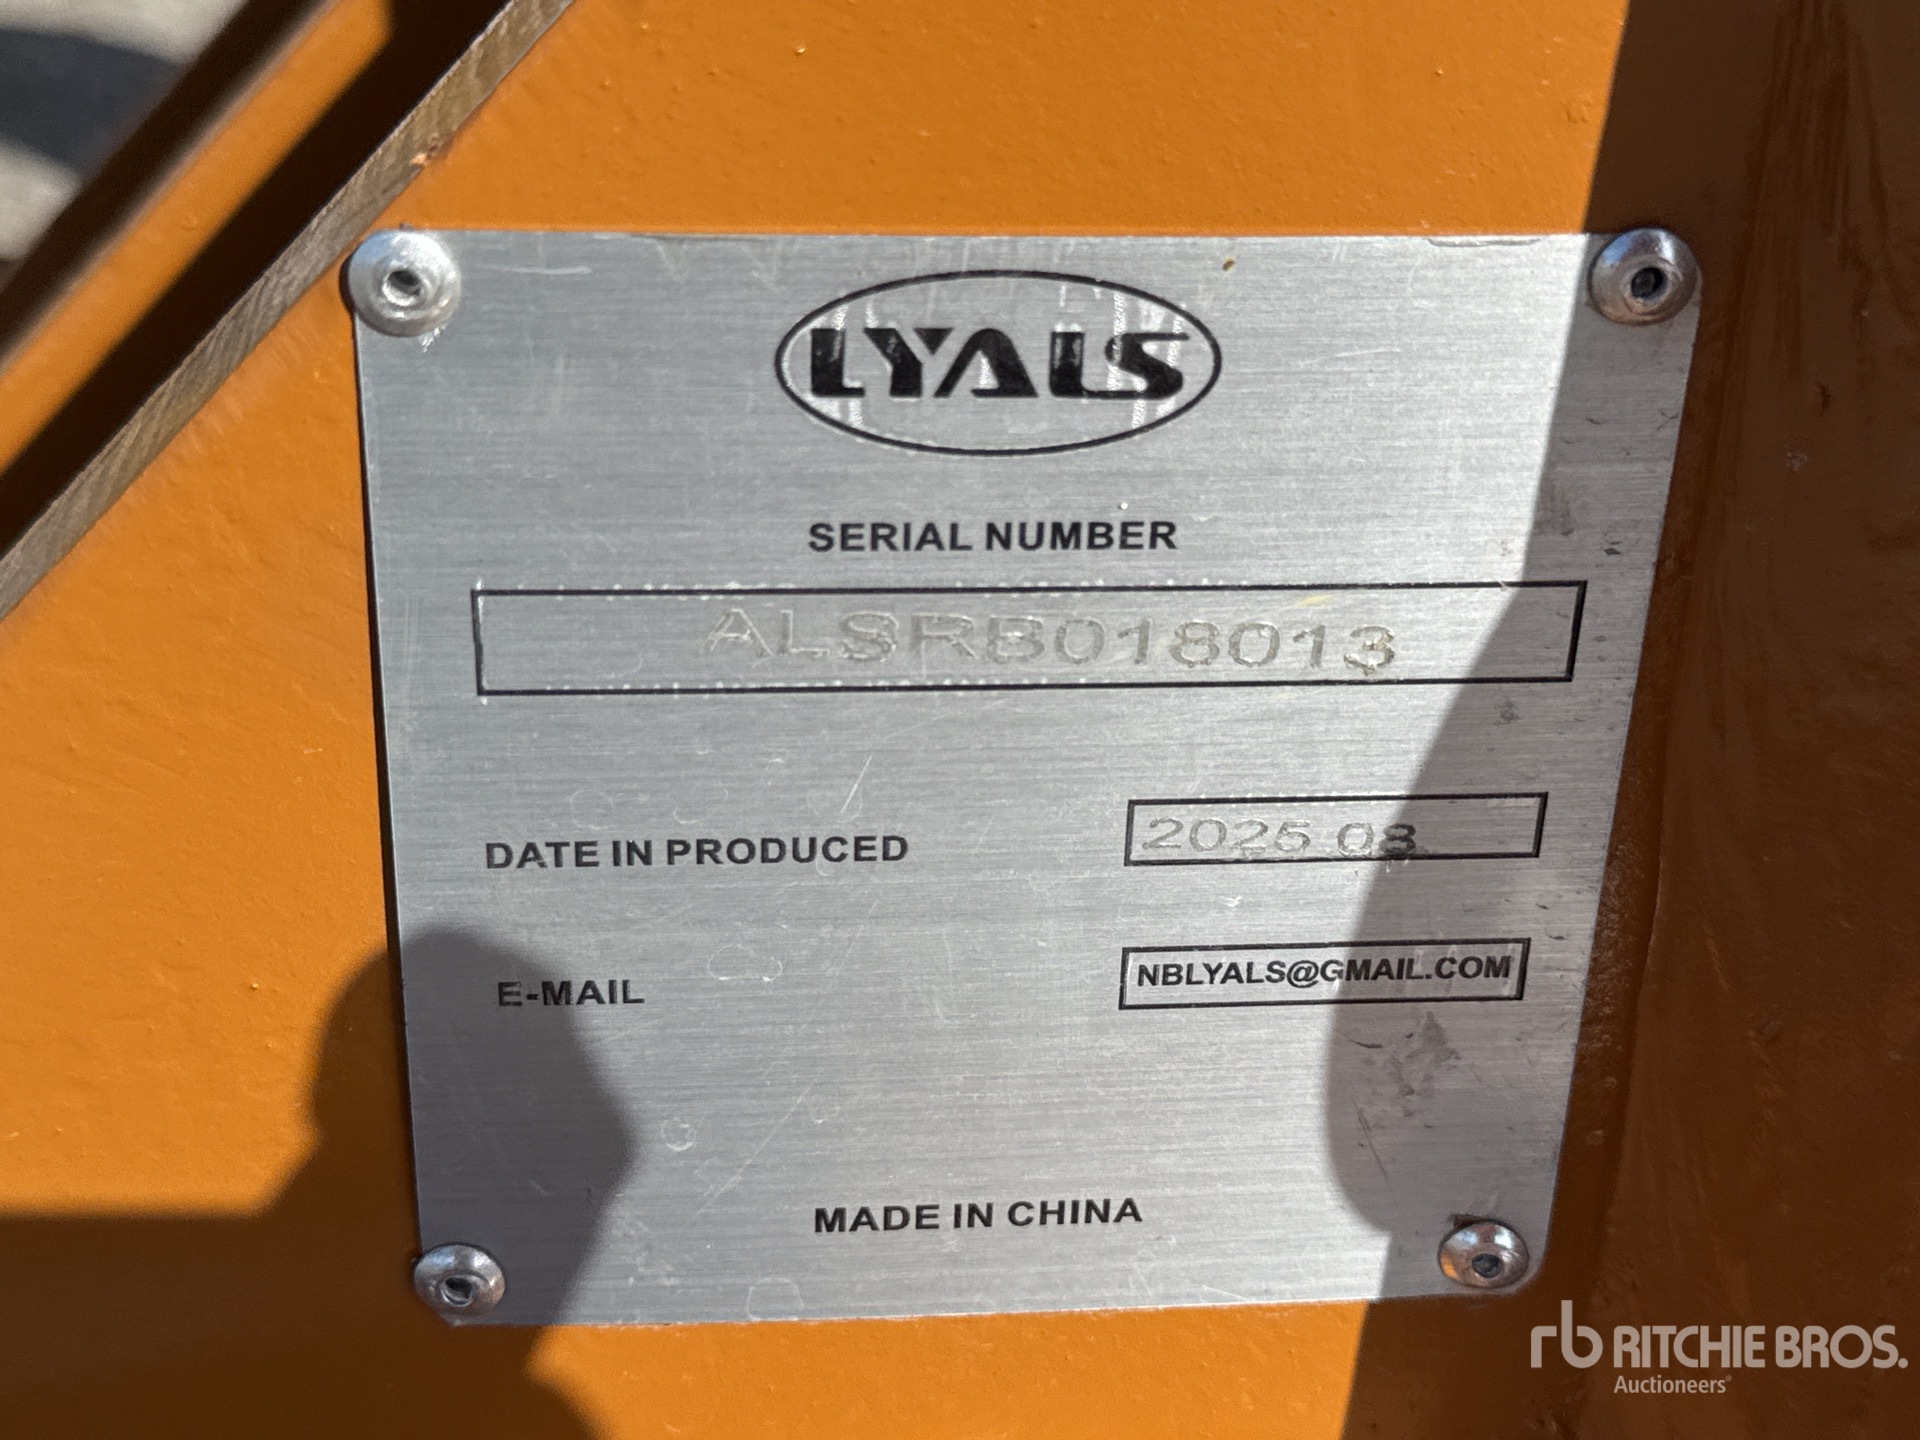 LYALS
SERIAL NUMBER
ALSRB018013
DATE IN PRODUCED 2025 08
E-MAIL NBLYALS@GMAIL.COM
MADE IN CHINA
rb RITCHIE BROS.
Auctioneers®